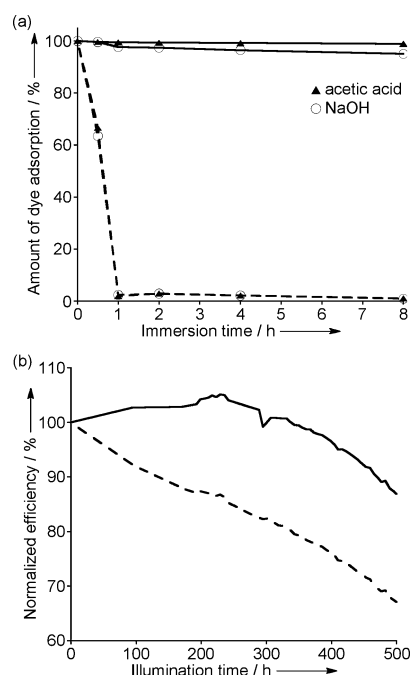 (a)
Amount of dye adsorption / %
100
80
60
40
20
0
acetic acid
NaOH
0 1 2 3 4 5 6 7 8
Immersion time / h
(b)
Normalized efficiency / %
110
100
90
80
70
60
0 100 200 300 400 500
Illumination time / h